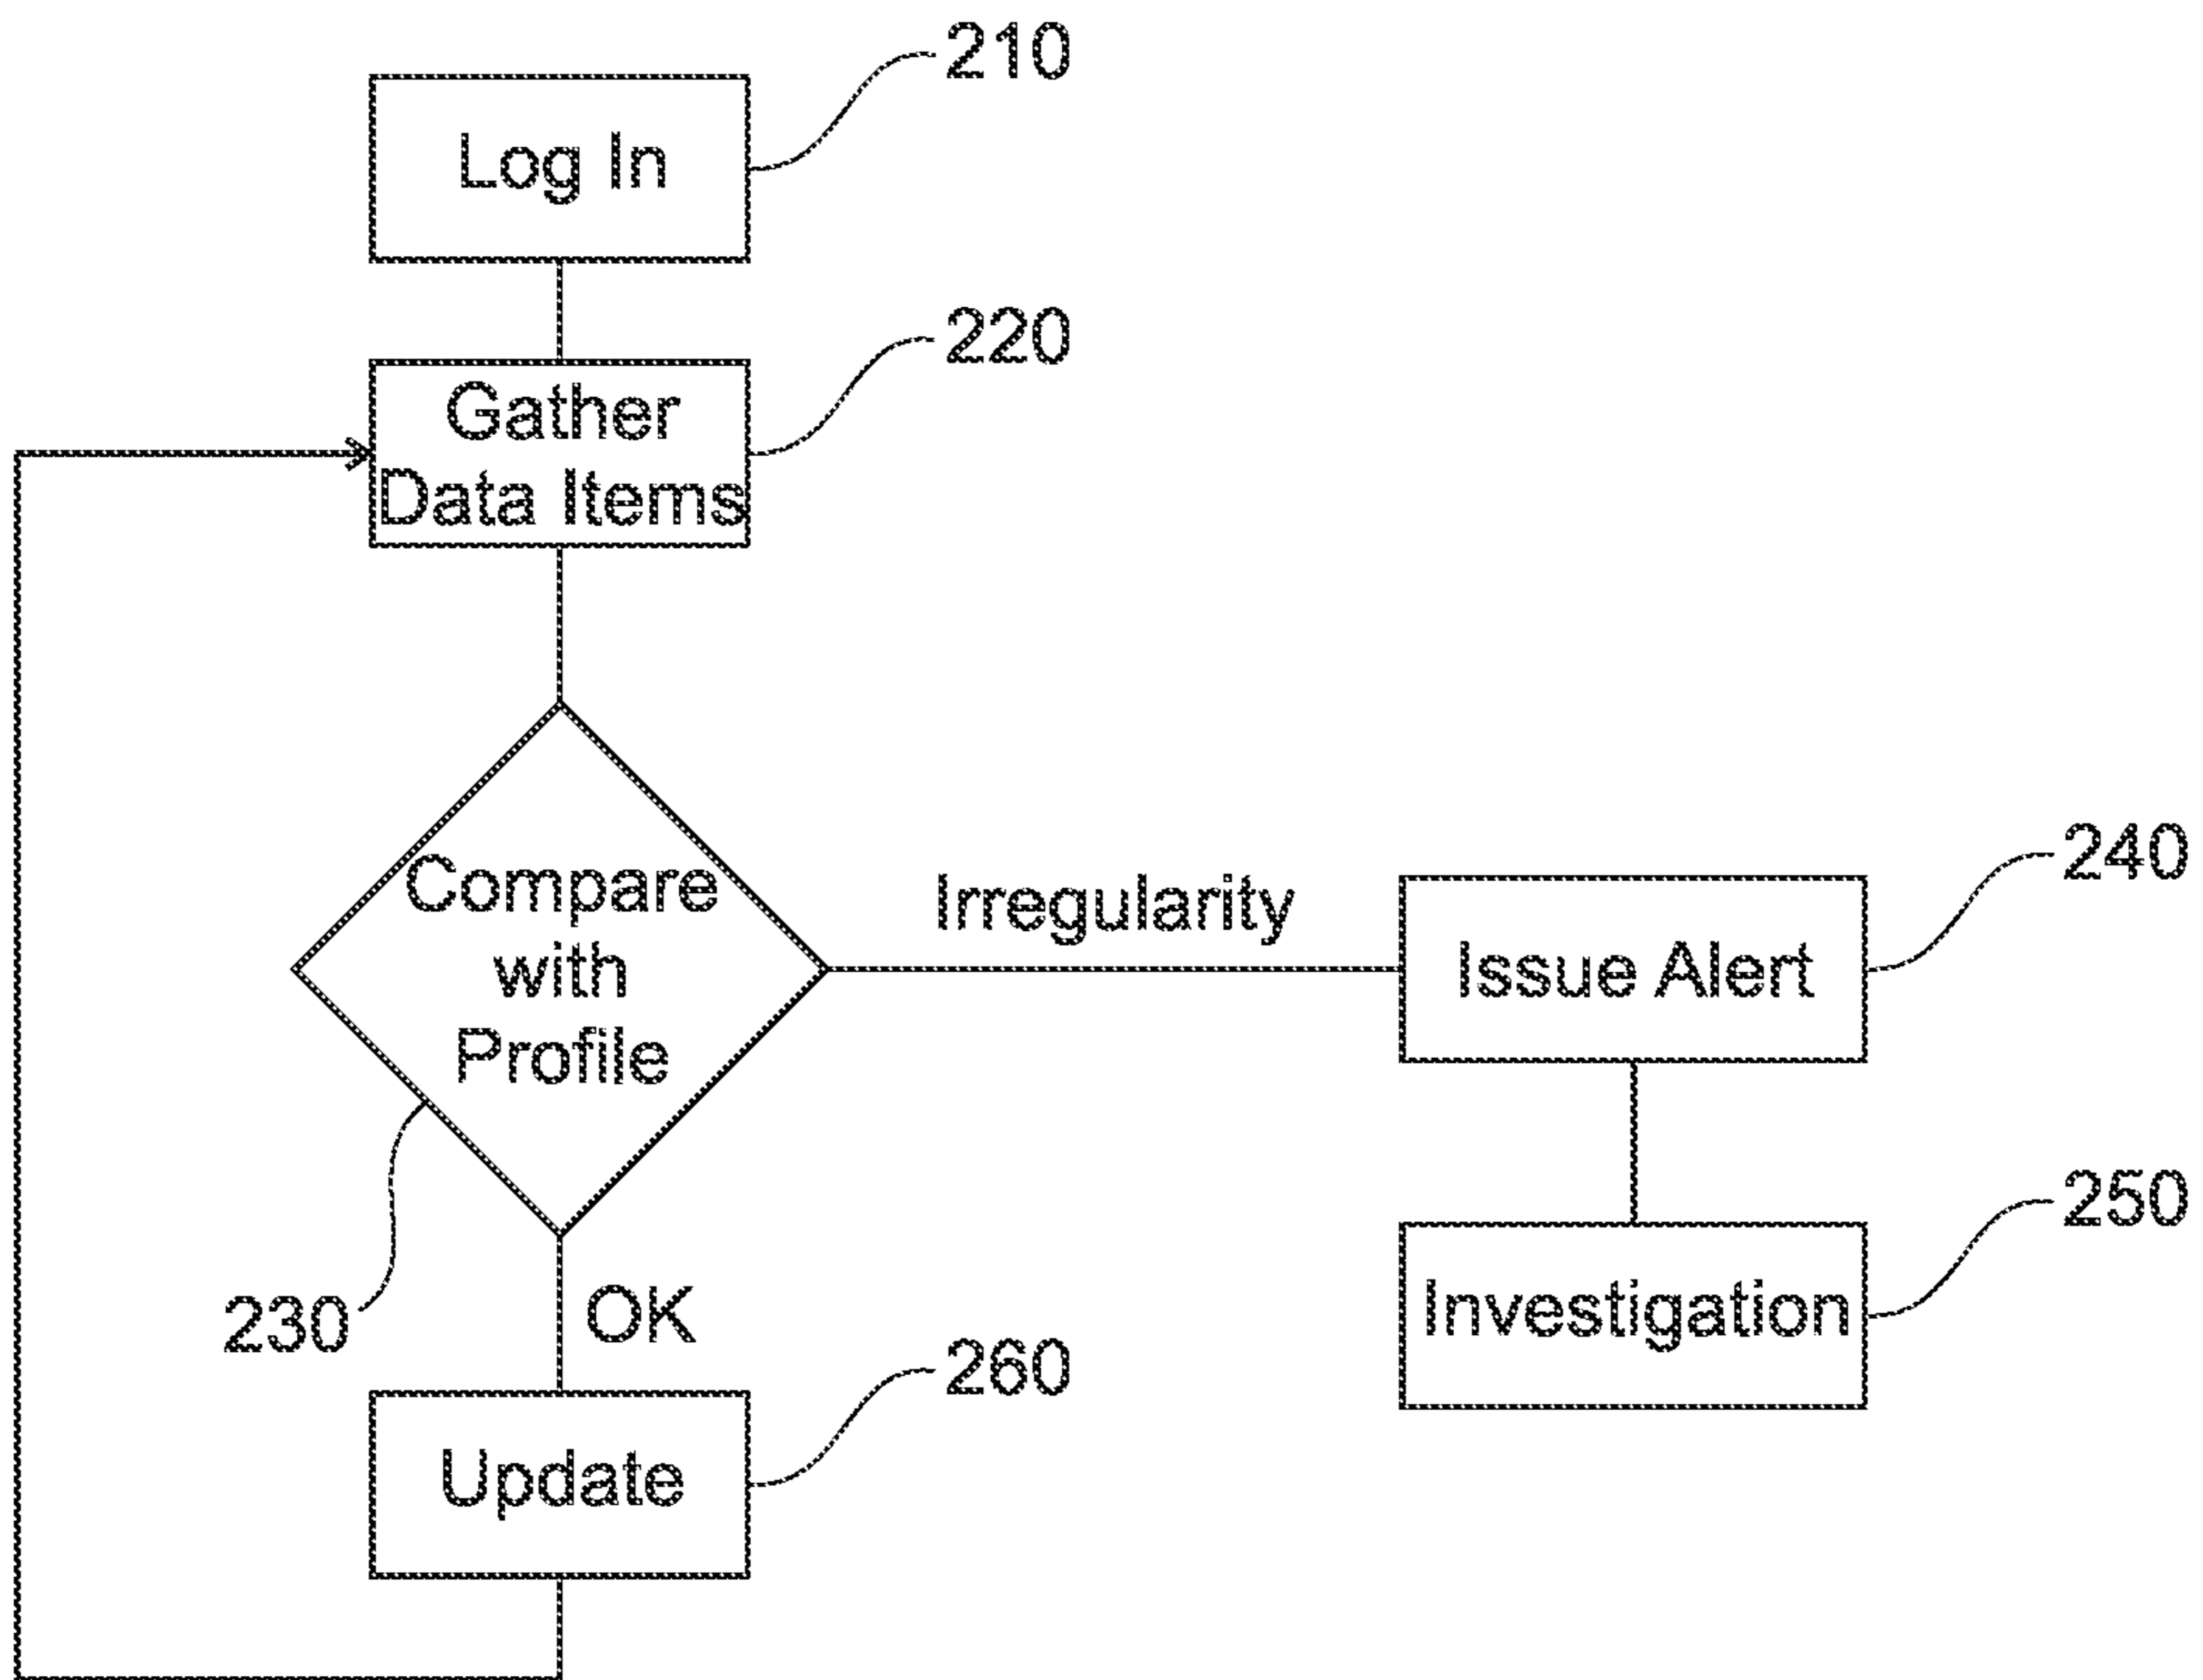 210
Log In
220
Gather
Data Items
Compare
with
Profile
Irregularity
240
Issue Alert
250
Investigation
230
OK
260
Update